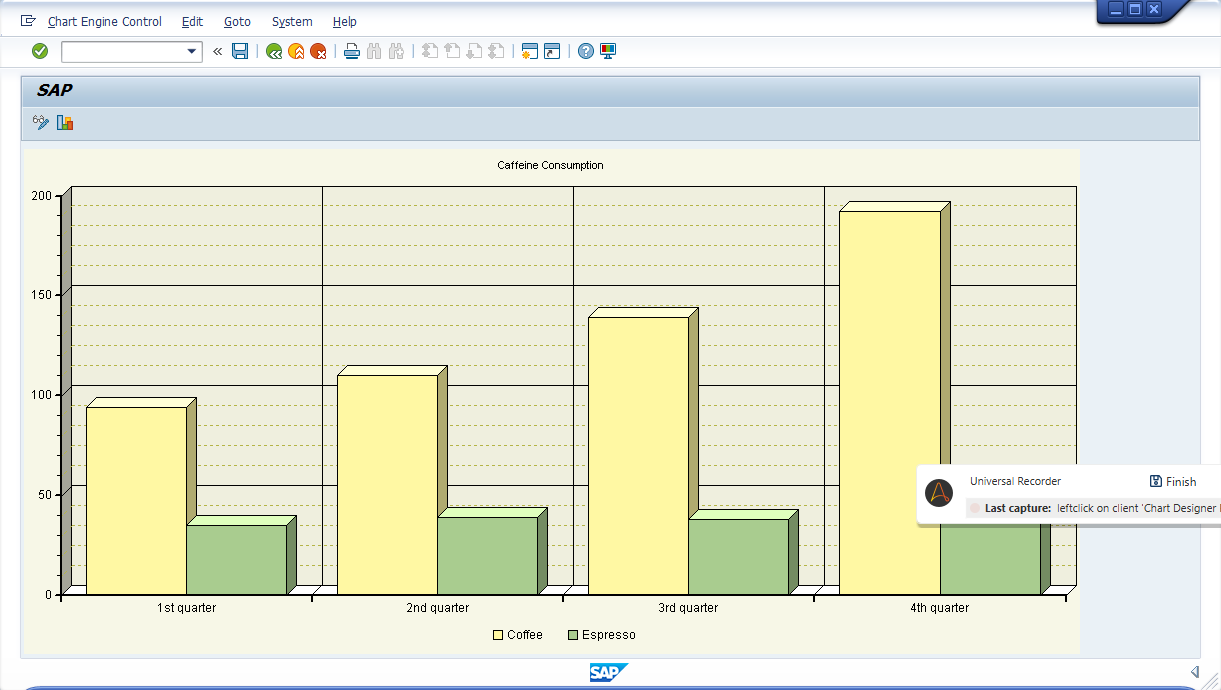 Chart Engine Control Edit Goto System Help
«
SAP
Caffeine Consumption
200
150
100
50
0
1st quarter 2nd quarter 3rd quarter 4th quarter
Coffee Espresso
Universal Recorder Finish
Last capture: leftclick on client 'Chart Designer
SAP